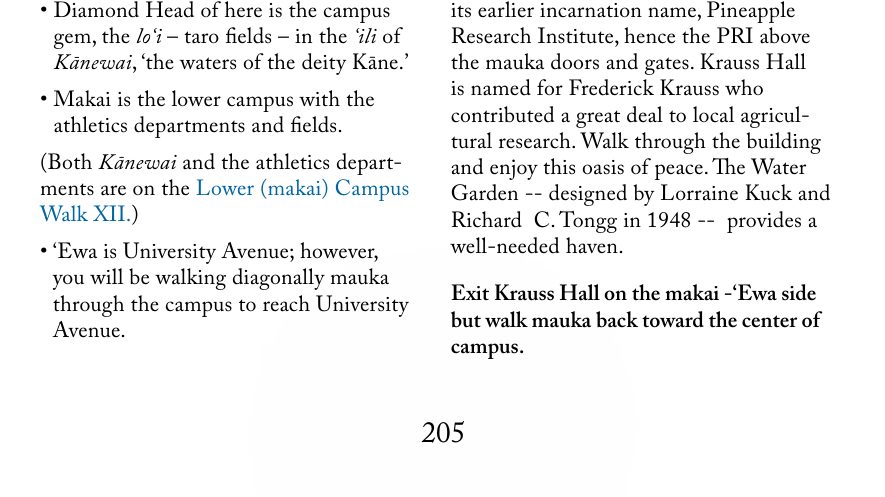 • Diamond Head of here is the campus
gem, the lo‘i – taro fields – in the ‘ili of
Kānewai, ‘the waters of the deity Kāne.’
• Makai is the lower campus with the
athletics departments and fields.
(Both Kānewai and the athletics depart-
ments are on the Lower (makai) Campus
Walk XII.)
• ‘Ewa is University Avenue; however,
you will be walking diagonally mauka
through the campus to reach University
Avenue.
its earlier incarnation name, Pineapple
Research Institute, hence the PRI above
the mauka doors and gates. Krauss Hall
is named for Frederick Krauss who
contributed a great deal to local agricul-
tural research. Walk through the building
and enjoy this oasis of peace. The Water
Garden -- designed by Lorraine Kuck and
Richard  C. Tongg in 1948 --  provides a
well-needed haven.
Exit Krauss Hall on the makai -‘Ewa side
but walk mauka back toward the center of
campus.
205